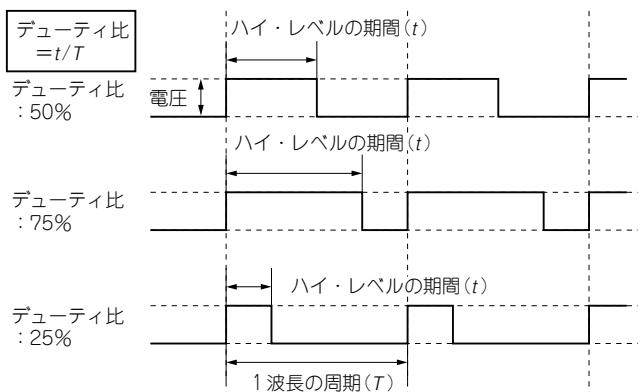 デューティ比
=t/T
ハイ・レベルの期間(t)
デューティ比
:50%
電圧
ハイ・レベルの期間(t)
デューティ比
:75%
ハイ・レベルの期間(t)
デューティ比
:25%
1波長の周期(T)